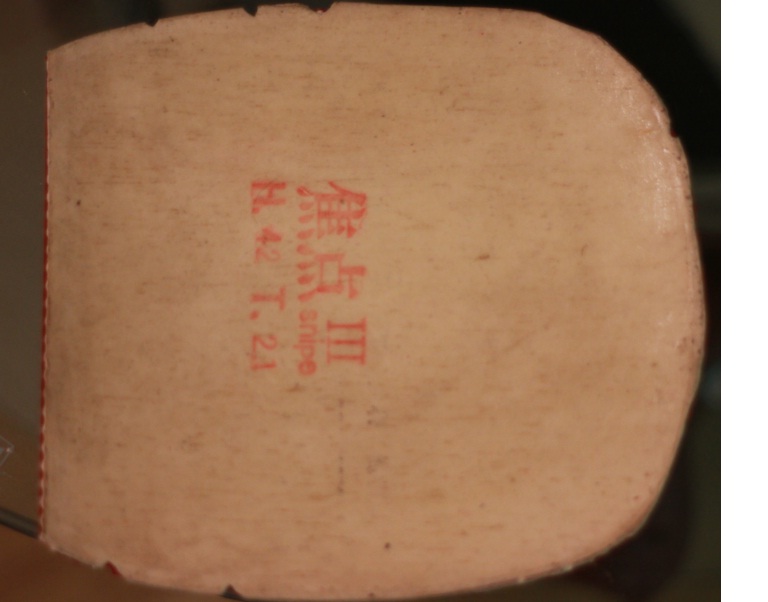 焦点 III
snipe
H. 42 T. 2.1